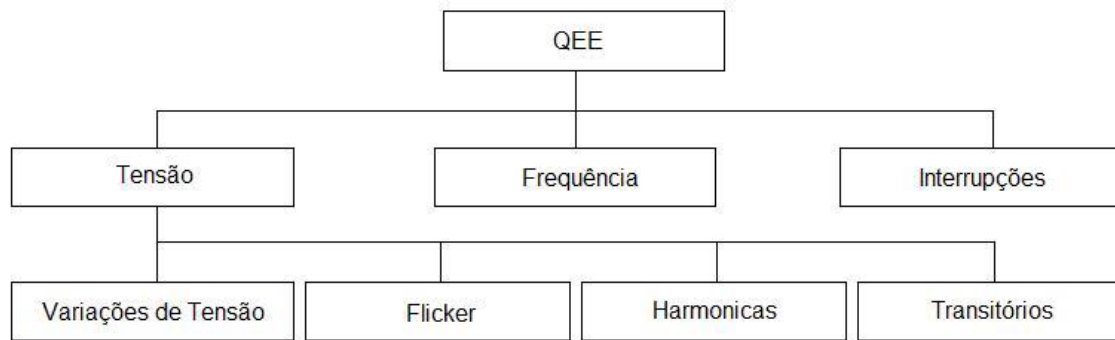 QEE
Tensão
Frequência
Interrupções
Variações de Tensão
Flicker
Harmonicas
Transitórios